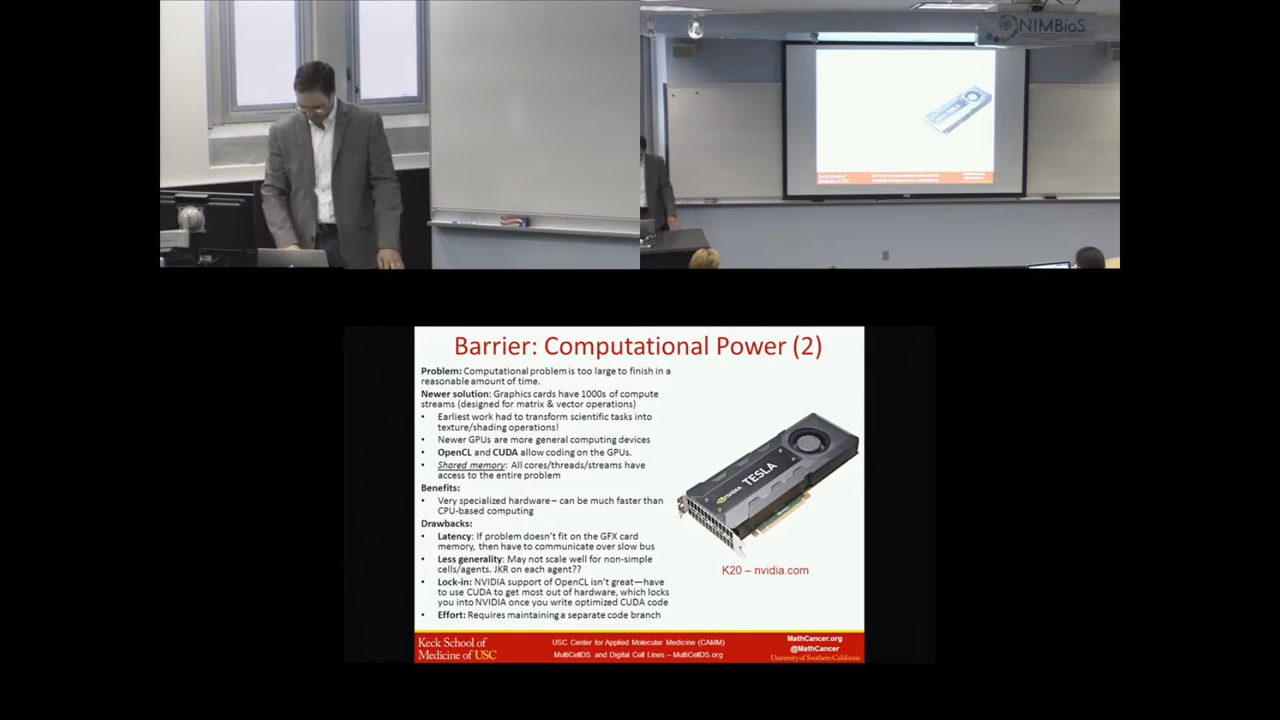 NIMBioS
TESLA
Keck School of
Medicine of USC
Barrier: Computational Power (2)
Problem: Computational problem is too large to finish in a
reasonable amount of time.
Newer solution: Graphics cards have 1000s of compute
streams (designed for matrix & vector operations)
• Earliest work had to transform scientific tasks into
texture/shading operations!
• Newer GPUs are more general computing devices
• OpenCL and CUDA allow coding on the GPUs.
• Shared memory: All cores/threads/streams have
access to the entire problem
Benefits:
• Very specialized hardware – can be much faster than
CPU-based computing
Drawbacks:
• Latency: If problem doesn't fit on the GFX card
memory, then have to communicate over slow bus
• Less generality: May not scale well for non-simple
cells/agents. JKR on each agent??
• Lock-in: NVIDIA support of OpenCL isn't great—have
to use CUDA to get most out of hardware, which locks
you into NVIDIA once you write optimized CUDA code
• Effort: Requires maintaining a separate code branch
NVIDIA TESLA
K20 – nvidia.com
Keck School of
Medicine of USC
USC Center for Applied Molecular Medicine (CAMM)
MultiCellDS and Digital Cell Lines – MultiCellDS.org
MathCancer.org
@MathCancer
University of Southern California